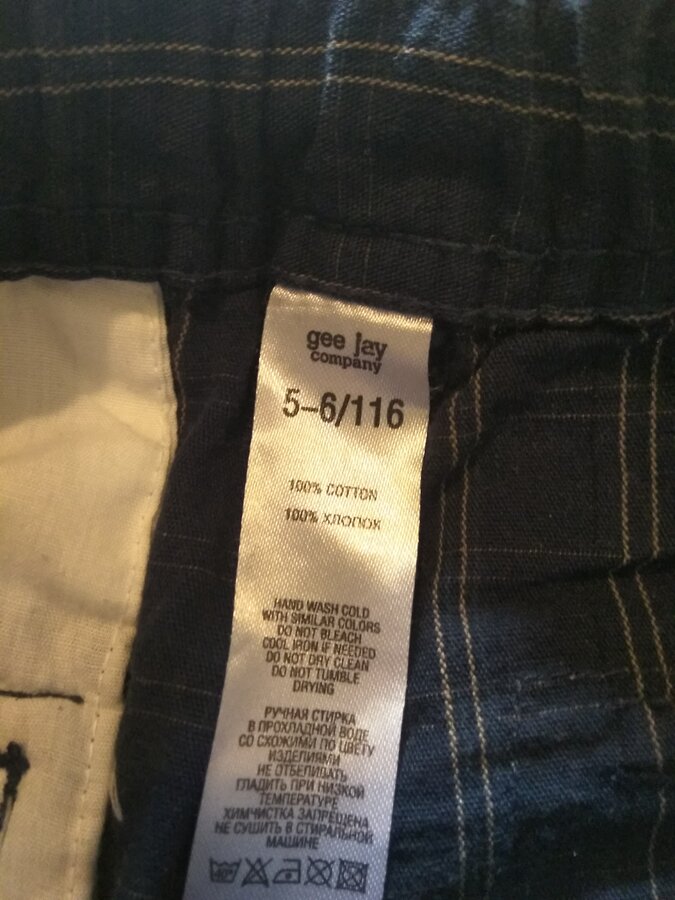 gee jay
company
5–6/116
100% COTTON
100% ХЛОПОК
HAND WASH COLD
WITH SIMILAR COLORS
DO NOT BLEACH
COOL IRON IF NEEDED
DO NOT DRY CLEAN
DO NOT TUMBLE
DRYING
РУЧНАЯ СТИРКА
В ПРОХЛАДНОЙ ВОДЕ
СО СХОЖИМИ ПО ЦВЕТУ
ИЗДЕЛИЯМИ
НЕ ОТБЕЛИВАТЬ
ГЛАДИТЬ ПРИ НИЗКОЙ
ТЕМПЕРАТУРЕ
ХИМЧИСТКА ЗАПРЕЩЕНА
НЕ СУШИТЬ В СТИРАЛЬНОЙ
МАШИНЕ